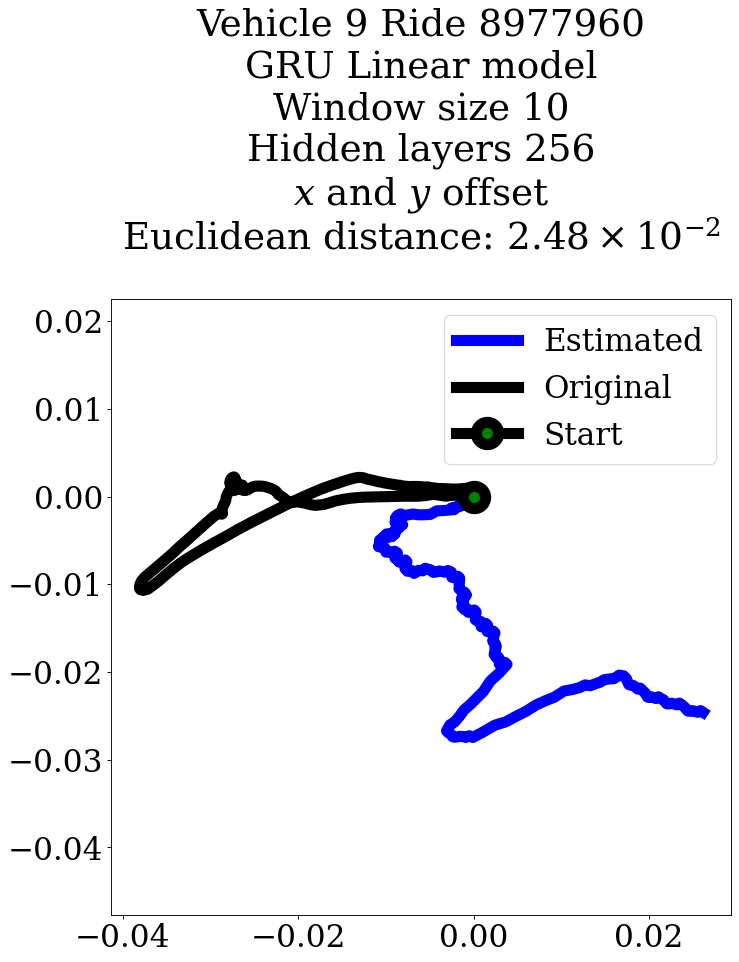 Vehicle 9 Ride 8977960
GRU Linear model
Window size 10
Hidden layers 256
x and y offset
Euclidean distance: 2.48 × 10⁻²
Estimated
Original
Start
0.02
0.01
0.00
−0.01
−0.02
−0.03
−0.04
−0.04 −0.02 0.00 0.02